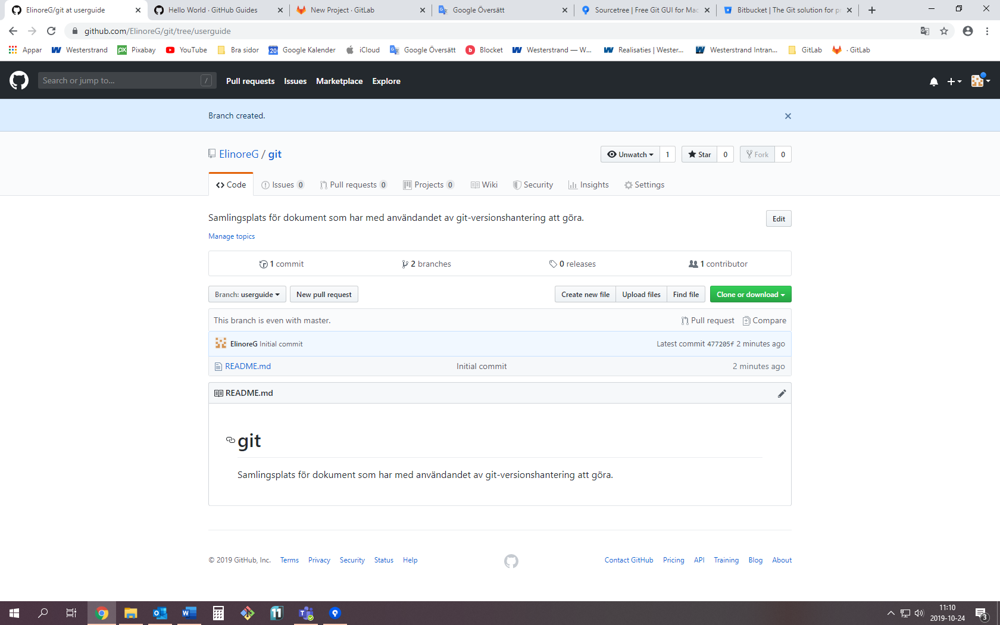 ElinoreG/git at userguide
Hello World · GitHub Guides
New Project · GitLab
Google Översätt
Sourcetree | Free Git GUI for Mac
Bitbucket | The Git solution for pr
github.com/ElinoreG/git/tree/userguide
Appar
Westerstrand
Pixabay
YouTube
Bra sidor
20
Google Kalender
iCloud
Google Översätt
Blocket
Westerstrand — W...
Realisaties | Wester...
Westerstrand Intran...
GitLab
· GitLab
Search or jump to...
/
Pull requests
Issues
Marketplace
Explore
Branch created.
ElinoreG / git
Unwatch 1
Star 0
Fork 0
Code
Issues 0
Pull requests 0
Projects 0
Wiki
Security
Insights
Settings
Samlingsplats för dokument som har med användandet av git-versionshantering att göra.
Edit
Manage topics
1 commit
2 branches
0 releases
1 contributor
Branch: userguide
New pull request
Create new file
Upload files
Find file
Clone or download
This branch is even with master.
Pull request
Compare
ElinoreG Initial commit
Latest commit 477205f 2 minutes ago
README.md
Initial commit
2 minutes ago
README.md
git
Samlingsplats för dokument som har med användandet av git-versionshantering att göra.
© 2019 GitHub, Inc.
Terms
Privacy
Security
Status
Help
Contact GitHub
Pricing
API
Training
Blog
About
11
11:10
2019-10-24
3